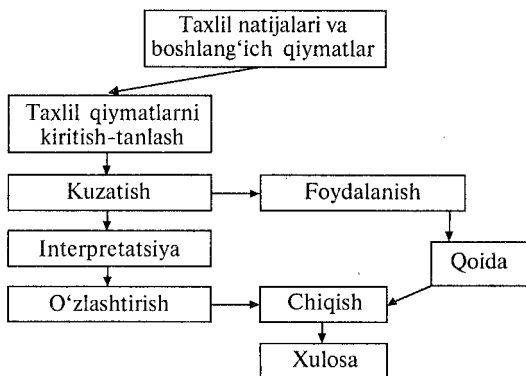 Taxlil natijalari va
boshlang‘ich qiymatlar
Taxlil qiymatlarni
kiritish-tanlash
Kuzatish
Foydalanish
Interpretatsiya
Qoida
O‘zlashtirish
Chiqish
Xulosa